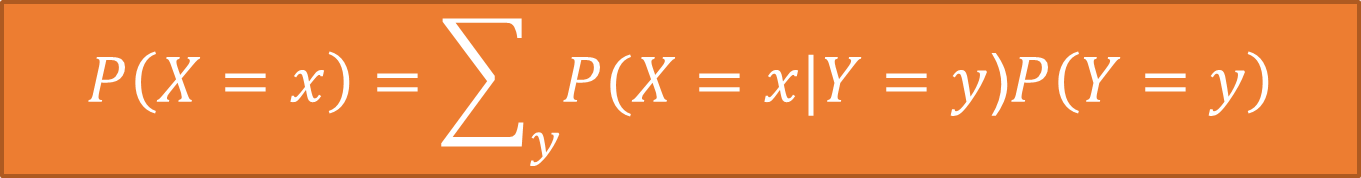 P(X = x) = ∑_y P(X = x|Y = y)P(Y = y)